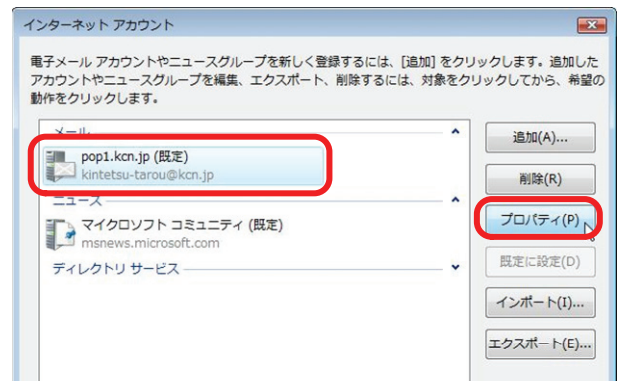 インターネット アカウント
電子メール アカウントやニュースグループを新しく登録するには、[追加] をクリックします。追加した
アカウントやニュースグループを編集、エクスポート、削除するには、対象をクリックしてから、希望の
動作をクリックします。
メール
pop1.kcn.jp (既定)
kintetsu-tarou@kcn.jp
ニュース
マイクロソフト コミュニティ (既定)
msnews.microsoft.com
ディレクトリ サービス
追加(A)...
削除(R)
プロパティ(P)
既定に設定(D)
インポート(I)...
エクスポート(E)...